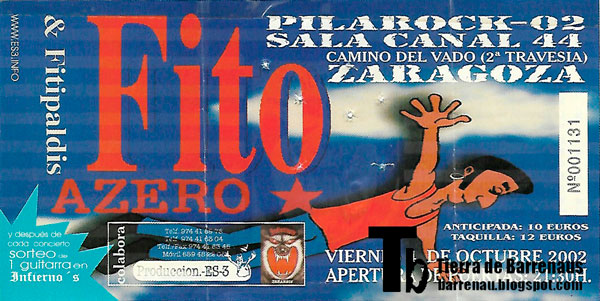 PILAROCK-02
SALA CANAL 44
CAMINO DEL VADO (2ª TRAVESIA)
ZARAGOZA
WWW.ES3.INFO
Fito
& Fitipaldis
AZERO
Nº001131
y después de
cada concierto
sorteo de
1 guitarra en
Infierno´s
colabora
Producción.-ES-3
ANTICIPADA: 10 EUROS
TAQUILLA: 12 EUROS
VIERNES DE OCTUBRE 2002
Tb
Tierra de Barrenaus
barrenau.blogspot.com